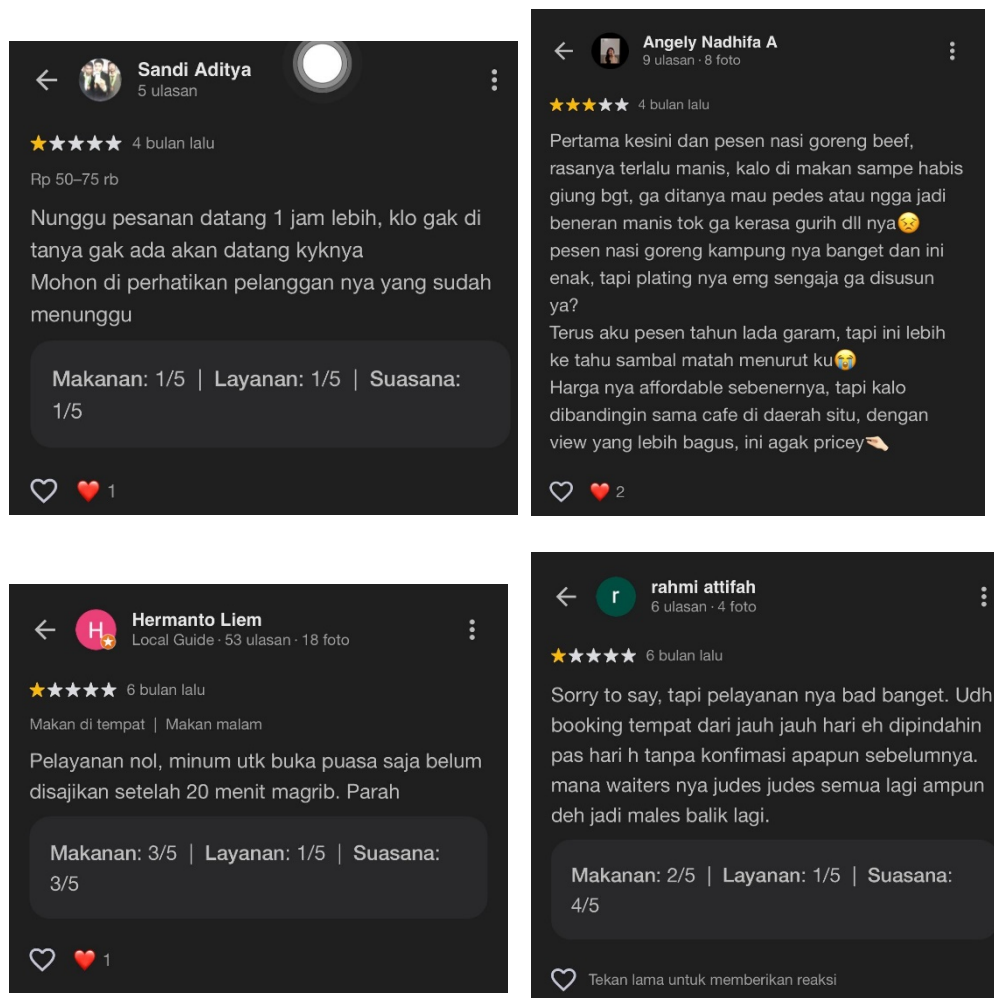 Sandi Aditya
5 ulasan
4 bulan lalu
Rp 50–75 rb
Nunggu pesanan datang 1 jam lebih, klo gak di
tanya gak ada akan datang kyknya
Mohon di perhatikan pelanggan nya yang sudah
menunggu
Makanan: 1/5 | Layanan: 1/5 | Suasana:
1/5
1
Angely Nadhifa A
9 ulasan · 8 foto
4 bulan lalu
Pertama kesini dan pesen nasi goreng beef,
rasanya terlalu manis, kalo di makan sampe habis
giung bgt, ga ditanya mau pedes atau ngga jadi
beneran manis tok ga kerasa gurih dll nya😣
pesen nasi goreng kampung nya banget dan ini
enak, tapi plating nya emg sengaja ga disusun
ya?
Terus aku pesen tahun lada garam, tapi ini lebih
ke tahu sambal matah menurut ku😭
Harga nya affordable sebenernya, tapi kalo
dibandingin sama cafe di daerah situ, dengan
view yang lebih bagus, ini agak pricey🤏🏻
2
H
Hermanto Liem
Local Guide · 53 ulasan · 18 foto
6 bulan lalu
Makan di tempat | Makan malam
Pelayanan nol, minum utk buka puasa saja belum
disajikan setelah 20 menit magrib. Parah
Makanan: 3/5 | Layanan: 1/5 | Suasana:
3/5
1
r
rahmi attifah
6 ulasan · 4 foto
6 bulan lalu
Sorry to say, tapi pelayanan nya bad banget. Udh
booking tempat dari jauh jauh hari eh dipindahin
pas hari h tanpa konfimasi apapun sebelumnya.
mana waiters nya judes judes semua lagi ampun
deh jadi males balik lagi.
Makanan: 2/5 | Layanan: 1/5 | Suasana:
4/5
Tekan lama untuk memberikan reaksi